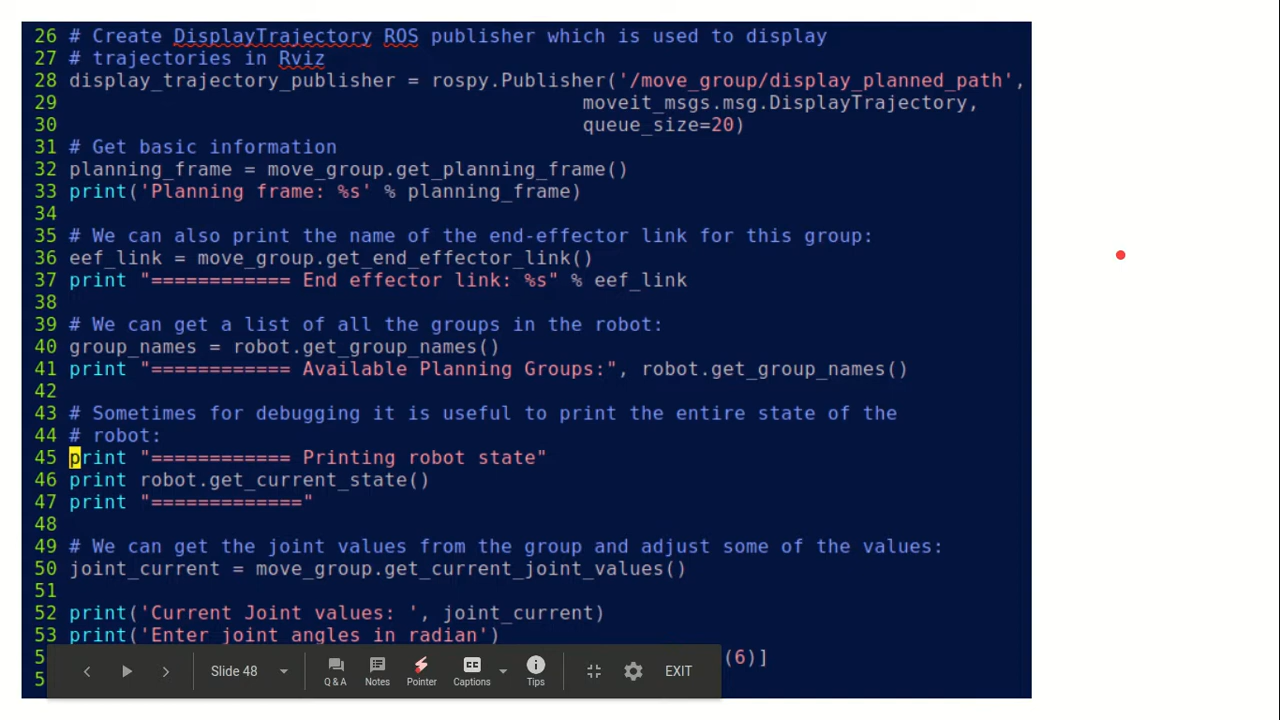 26 # Create DisplayTrajectory ROS publisher which is used to display
27 # trajectories in Rviz
28 display_trajectory_publisher = rospy.Publisher('/move_group/display_planned_path',
29 moveit_msgs.msg.DisplayTrajectory,
30 queue_size=20)
31 # Get basic information
32 planning_frame = move_group.get_planning_frame()
33 print('Planning frame: %s' % planning_frame)
34
35 # We can also print the name of the end-effector link for this group:
36 eef_link = move_group.get_end_effector_link()
37 print "============ End effector link: %s" % eef_link
38
39 # We can get a list of all the groups in the robot:
40 group_names = robot.get_group_names()
41 print "============ Available Planning Groups:", robot.get_group_names()
42
43 # Sometimes for debugging it is useful to print the entire state of the
44 # robot:
45 print "============ Printing robot state"
46 print robot.get_current_state()
47 print "============="
48
49 # We can get the joint values from the group and adjust some of the values:
50 joint_current = move_group.get_current_joint_values()
51
52 print('Current Joint values: ', joint_current)
53 print('Enter joint angles in radian')
5 (6)]
5
Slide 48
Q & A
Notes
Pointer
CC
Captions
Tips
EXIT